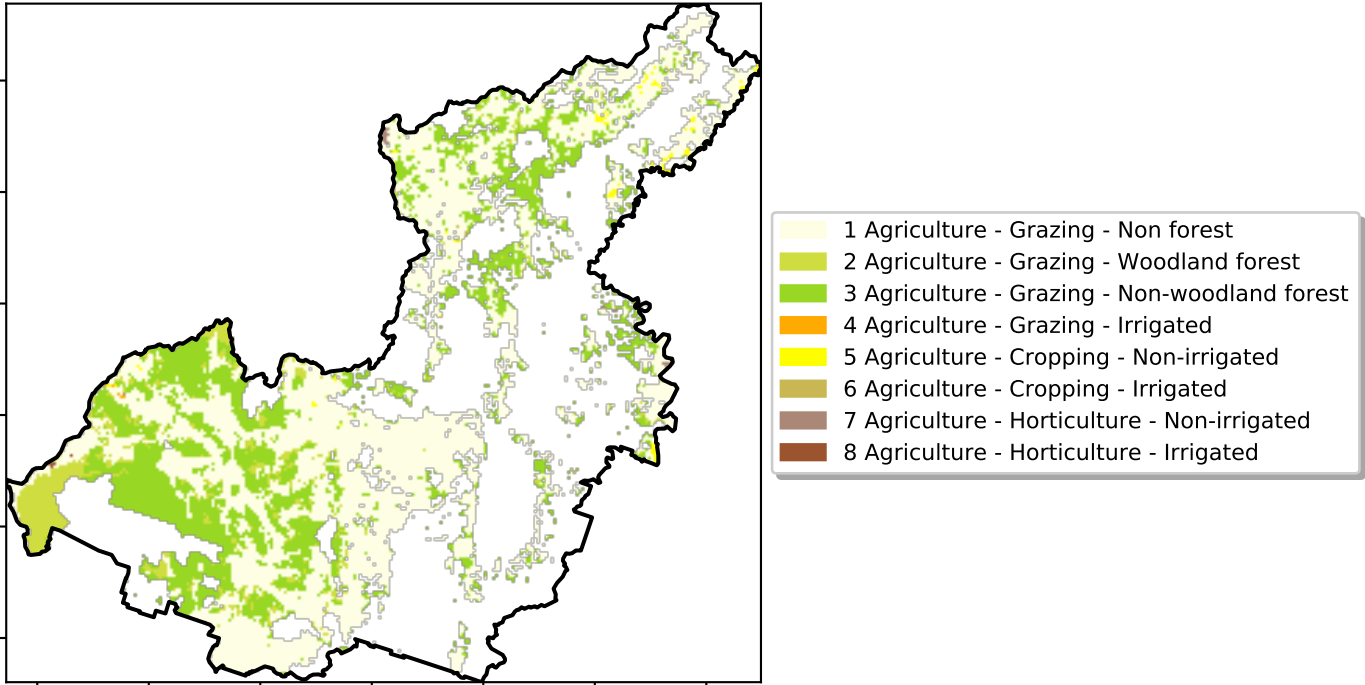 1 Agriculture - Grazing - Non forest
2 Agriculture - Grazing - Woodland forest
3 Agriculture - Grazing - Non-woodland forest
4 Agriculture - Grazing - Irrigated
5 Agriculture - Cropping - Non-irrigated
6 Agriculture - Cropping - Irrigated
7 Agriculture - Horticulture - Non-irrigated
8 Agriculture - Horticulture - Irrigated